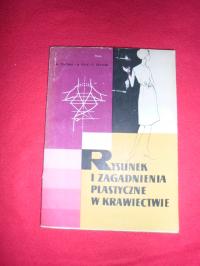 RYSUNEK
I ZAGADNIENIA
PLASTYCZNE
W KRAWIECTWIE